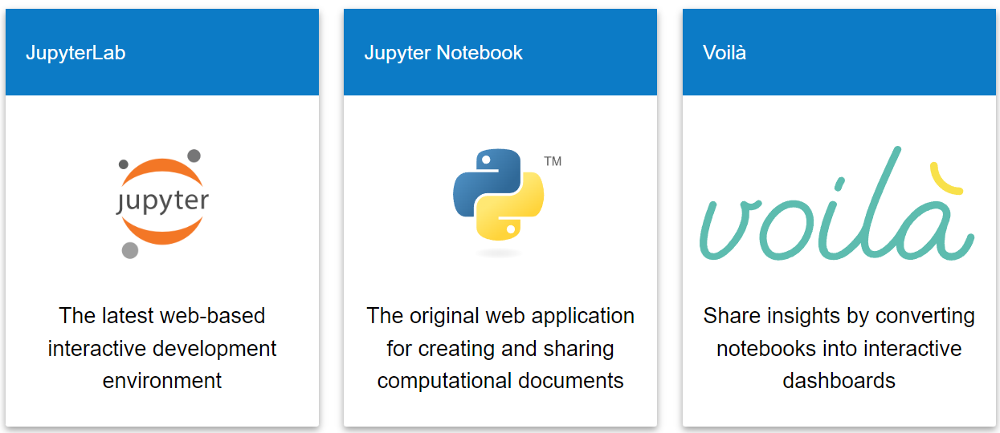 JupyterLab
jupyter
The latest web-based
interactive development
environment
Jupyter Notebook
TM
The original web application
for creating and sharing
computational documents
Voilà
voilà
Share insights by converting
notebooks into interactive
dashboards